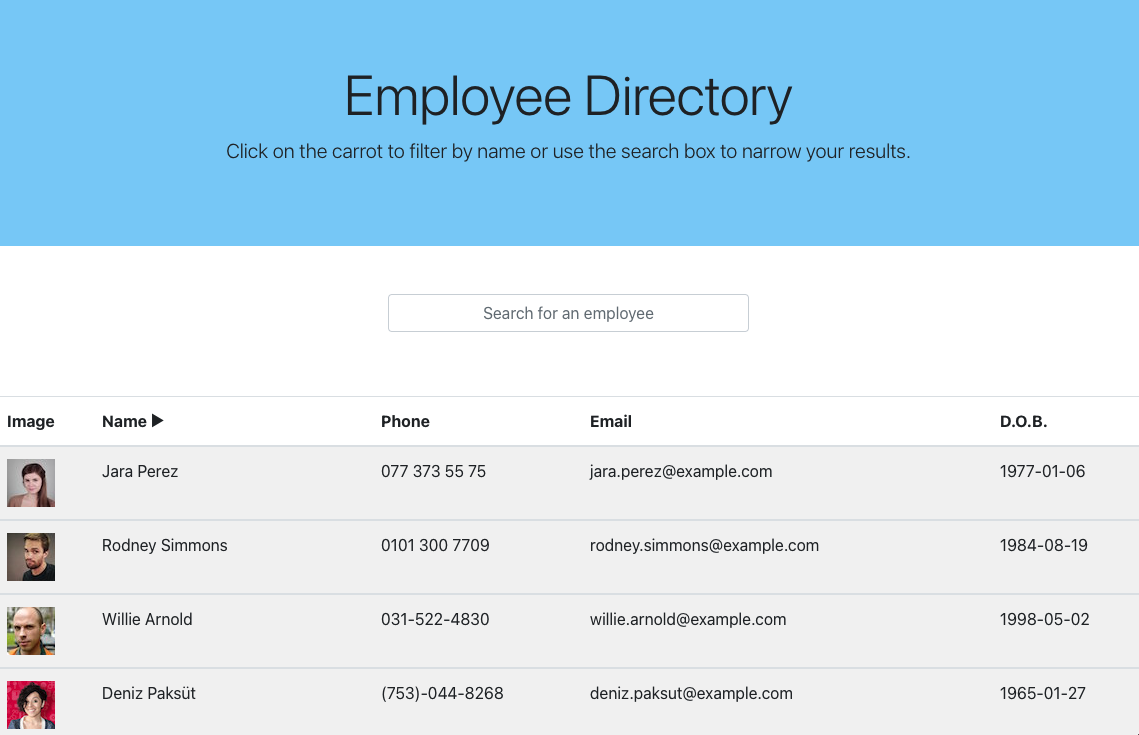 Employee Directory
Click on the carrot to filter by name or use the search box to narrow your results.
Search for an employee
Image Name Phone Email D.O.B.
Jara Perez 077 373 55 75 jara.perez@example.com 1977-01-06
Rodney Simmons 0101 300 7709 rodney.simmons@example.com 1984-08-19
Willie Arnold 031-522-4830 willie.arnold@example.com 1998-05-02
Deniz Paksüt (753)-044-8268 deniz.paksut@example.com 1965-01-27